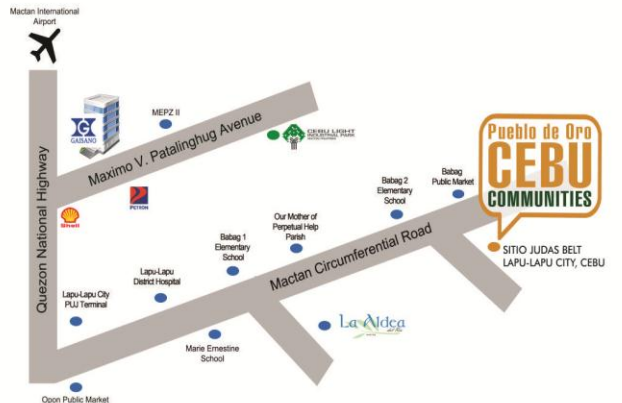 Mactan International
Airport
G
GAISANO
MEPZ II
Maximo V. Patalinghug Avenue
CEBU LIGHT
INDUSTRIAL PARK
Quezon National Highway
Shell
PETRON
Pueblo de Oro
CEBU
COMMUNITIES
Babag
Public Market
Babag 2
Elementary
School
Our Mother of
Perpetual Help
Parish
Babag 1
Elementary
School
Mactan Circumferential Road
SITIO JUDAS BELT
LAPU-LAPU CITY, CEBU
Lapu-Lapu
District Hospital
Lapu-Lapu City
PUJ Terminal
La Aldea
Marie Ernestine
School
Opon Public Market